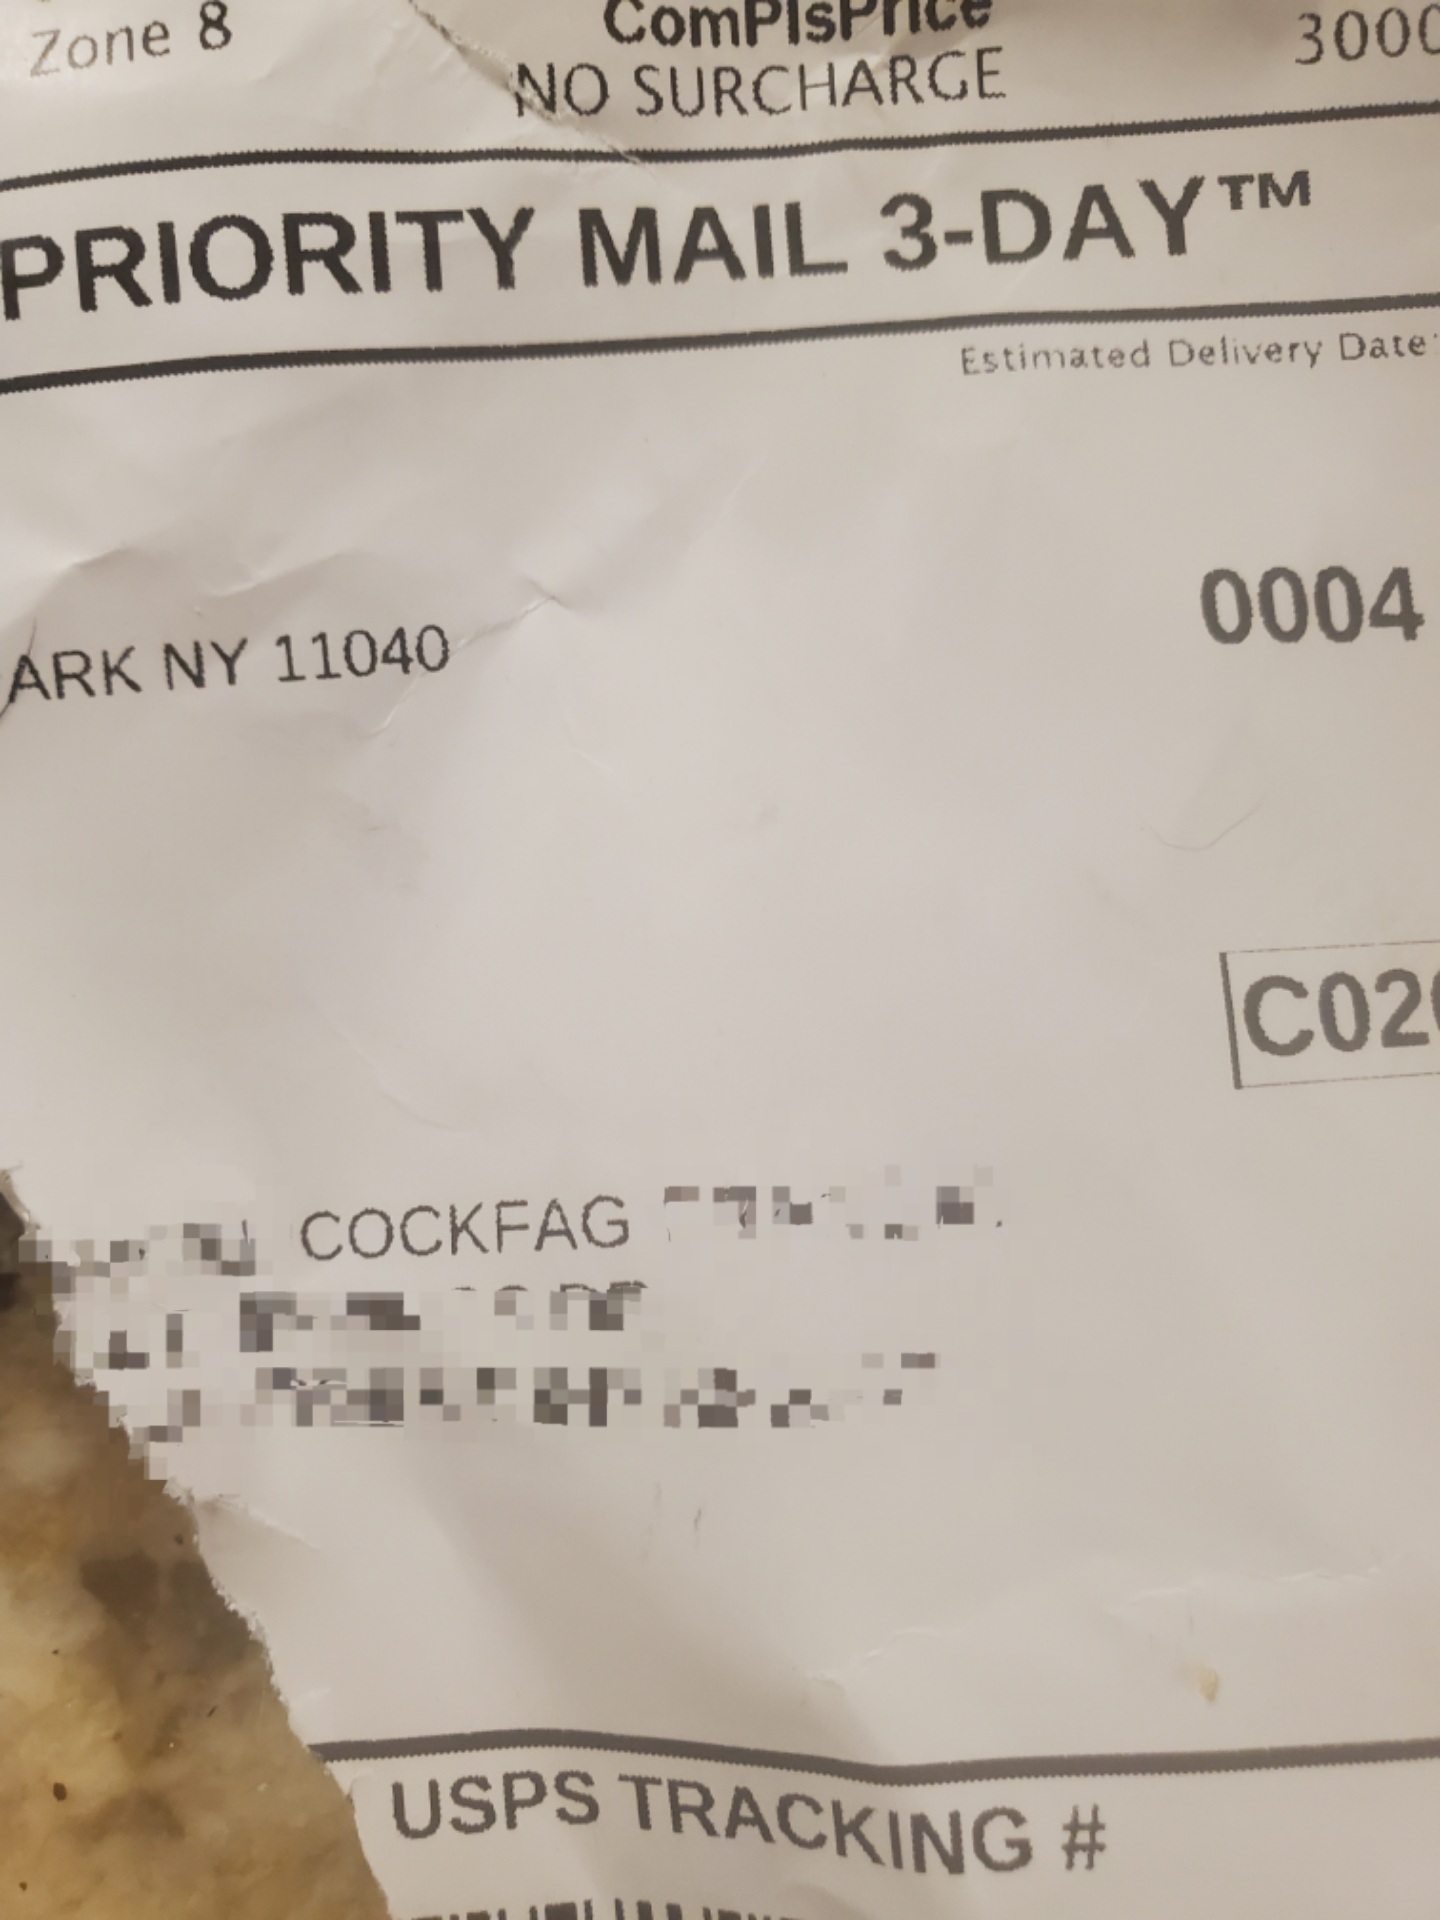 Zone 8
ComPlsPrice
NO SURCHARGE
3000
PRIORITY MAIL 3-DAY™
Estimated Delivery Date:
0004
ARK NY 11040
C020
COCKFAG
USPS TRACKING #